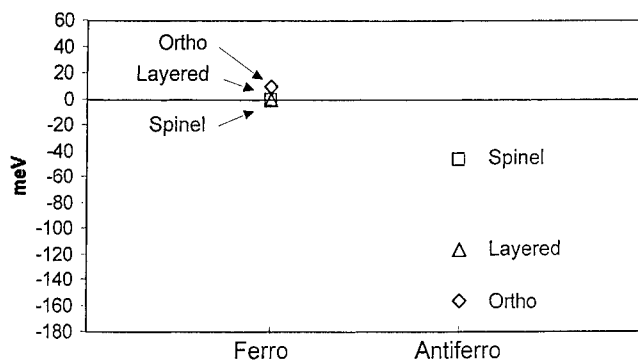 60
40
20
0
-20
-40
-60
-80
-100
-120
-140
-160
-180
meV
Ortho
Layered
Spinel
Spinel
Layered
Ortho
Ferro
Antiferro